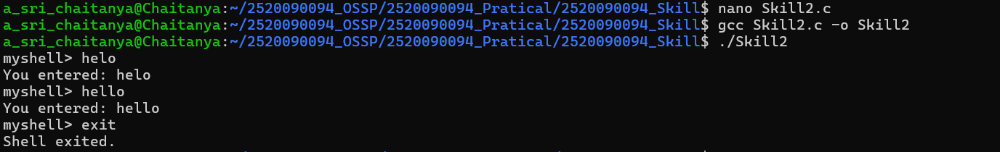 a_sri_chaitanya@Chaitanya:~/2520090094_OSSP/2520090094_Pratical/2520090094_Skill$ nano Skill2.c
a_sri_chaitanya@Chaitanya:~/2520090094_OSSP/2520090094_Pratical/2520090094_Skill$ gcc Skill2.c -o Skill2
a_sri_chaitanya@Chaitanya:~/2520090094_OSSP/2520090094_Pratical/2520090094_Skill$ ./Skill2
myshell> helo
You entered: helo
myshell> hello
You entered: hello
myshell> exit
Shell exited.